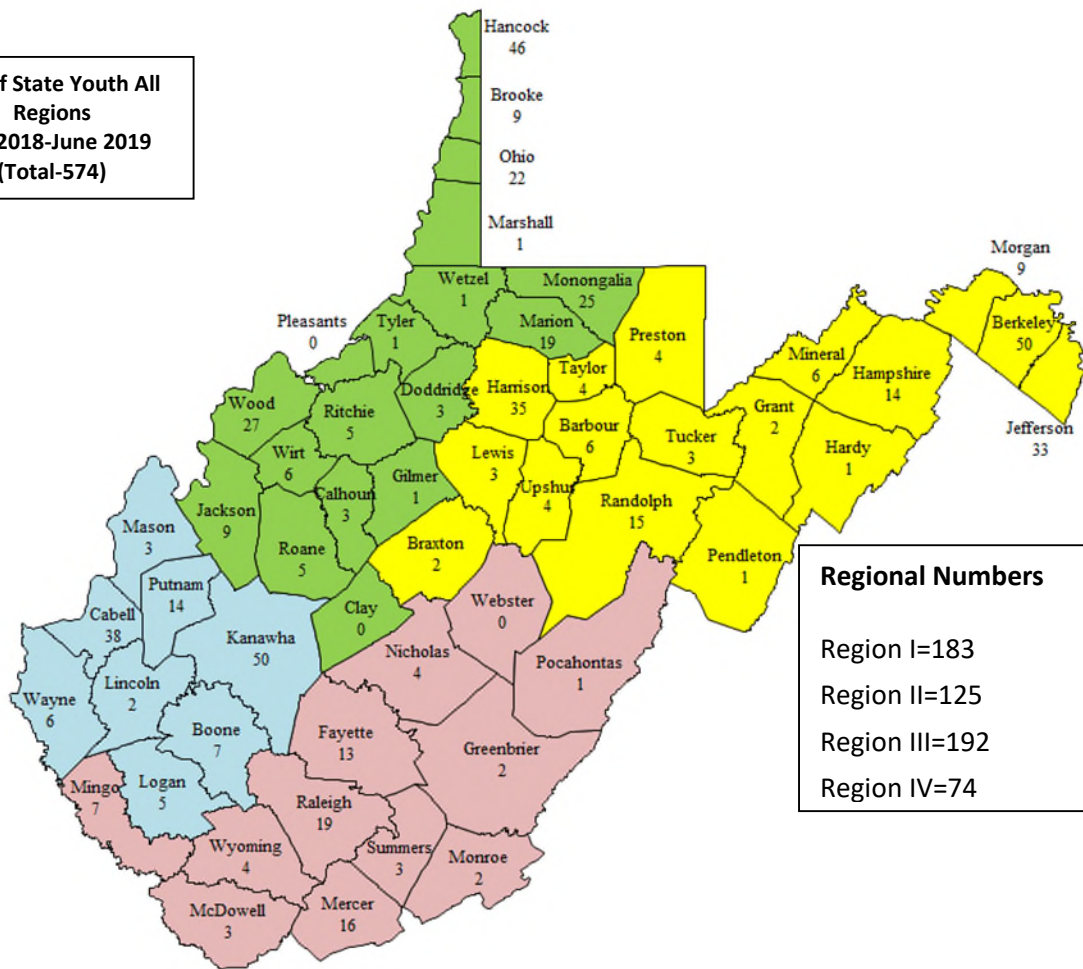 f State Youth All
Regions
2018-June 2019
(Total-574)
Hancock
46
Brooke
9
Ohio
22
Marshall
1
Morgan
9
Wetzel
1
Monongalia
25
Pleasants
0
Tyler
1
Marion
19
Preston
4
Berkeley
50
Mineral
6
Hampshire
14
Taylor
4
Doddridge
3
Harrison
35
Wood
27
Ritchie
5
Grant
2
Barbour
6
Tucker
3
Jefferson
33
Hardy
1
Wirt
6
Lewis
3
Gilmer
1
Upshur
4
Calhoun
3
Jackson
9
Randolph
15
Mason
3
Roane
5
Braxton
2
Pendleton
1
Putnam
14
Webster
0
Clay
0
Cabell
38
Kanawha
50
Nicholas
4
Pocahontas
1
Lincoln
2
Wayne
6
Boone
7
Fayette
13
Greenbrier
2
Logan
5
Mingo
7
Raleigh
19
Wyoming
4
Summers
3
Monroe
2
McDowell
3
Mercer
16
Regional Numbers
Region I=183
Region II=125
Region III=192
Region IV=74